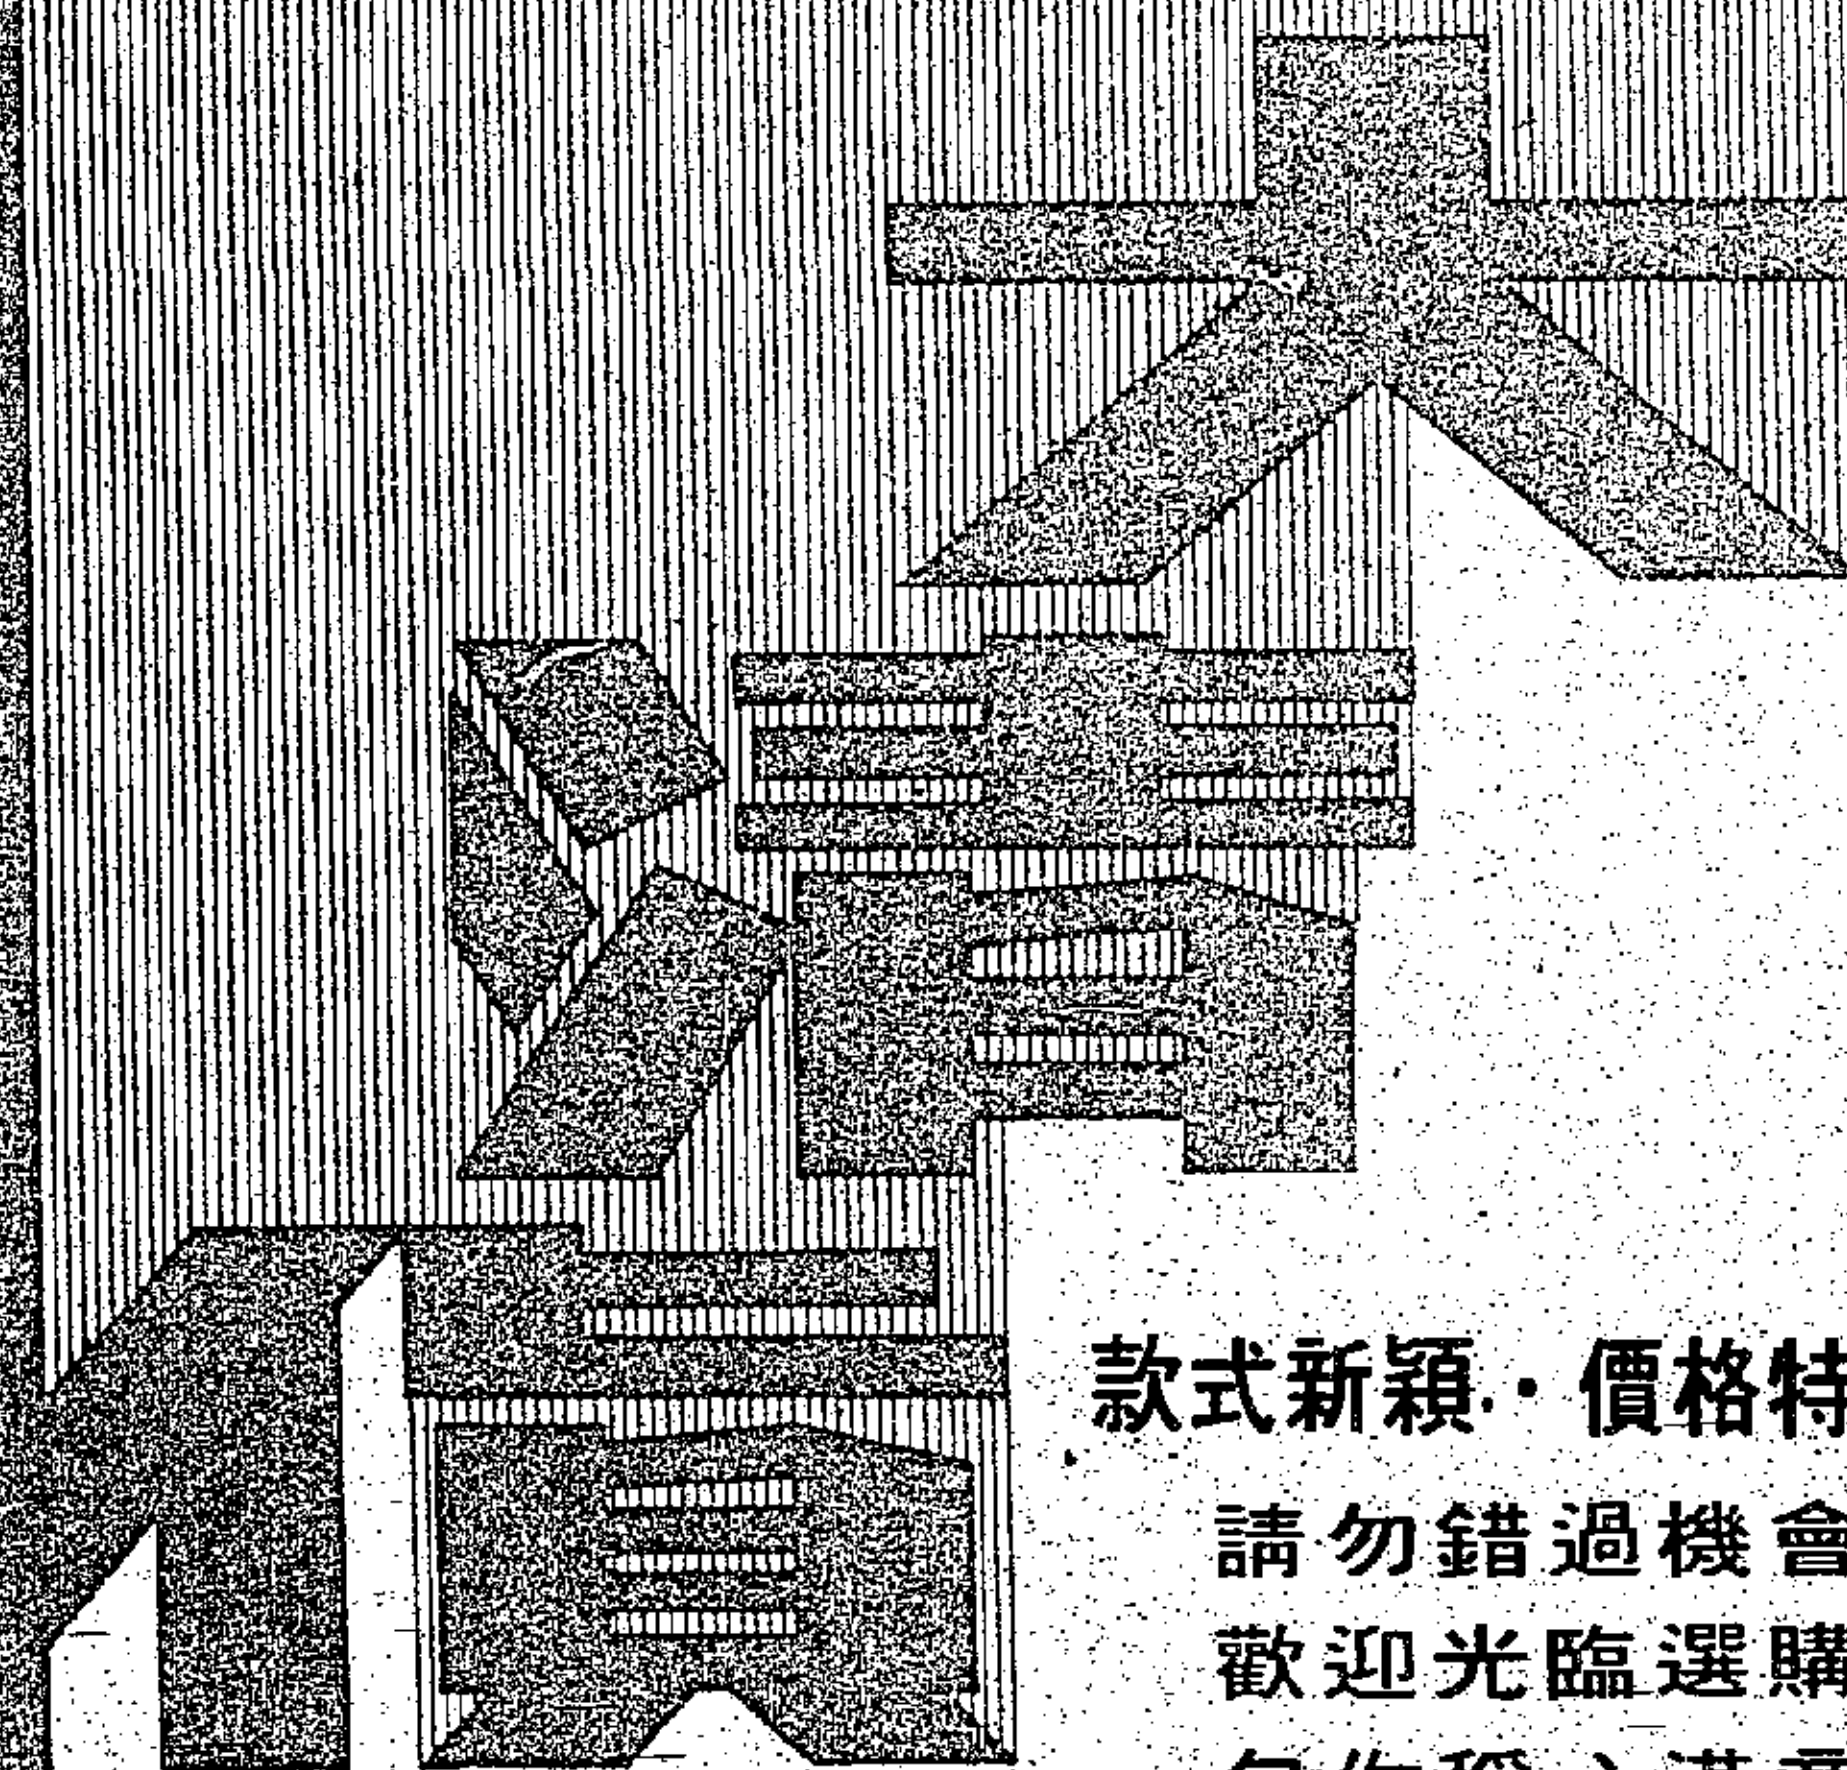 大
清
貨
款式新穎·價格特
請勿錯過機會
歡迎光臨選購